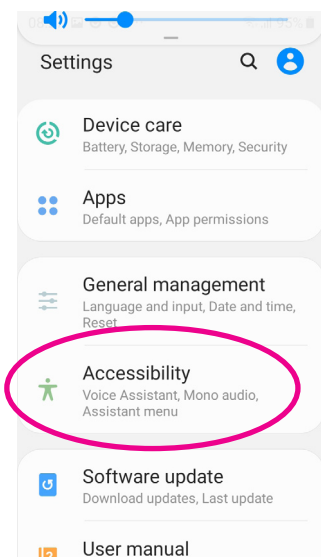 Settings
Device care
Battery, Storage, Memory, Security
Apps
Default apps, App permissions
General management
Language and input, Date and time,
Reset
Accessibility
Voice Assistant, Mono audio,
Assistant menu
Software update
Download updates, Last update
User manual